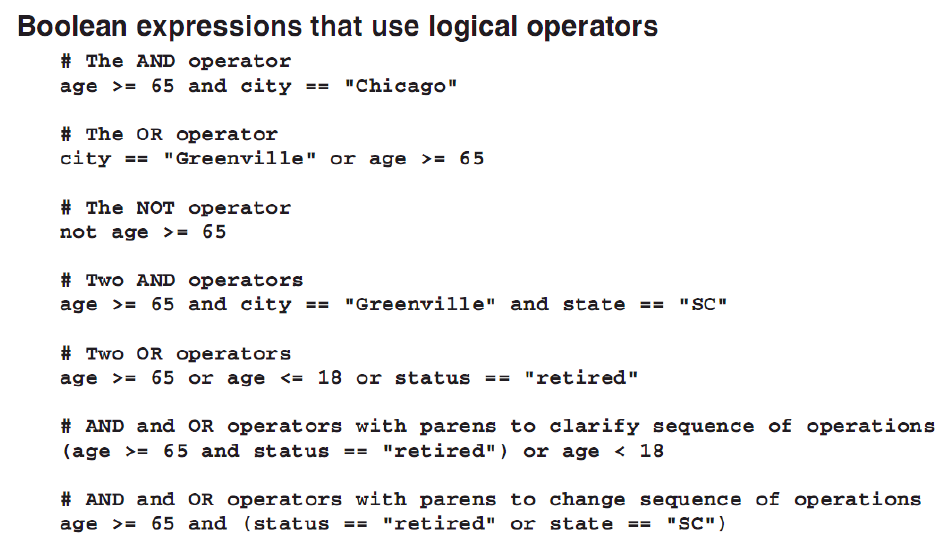 Boolean expressions that use logical operators
# The AND operator
age >= 65 and city == "Chicago"
# The OR operator
city == "Greenville" or age >= 65
# The NOT operator
not age >= 65
# Two AND operators
age >= 65 and city == "Greenville" and state == "SC"
# Two OR operators
age >= 65 or age <= 18 or status == "retired"
# AND and OR operators with parens to clarify sequence of operations
(age >= 65 and status == "retired") or age < 18
# AND and OR operators with parens to change sequence of operations
age >= 65 and (status == "retired" or state == "SC")